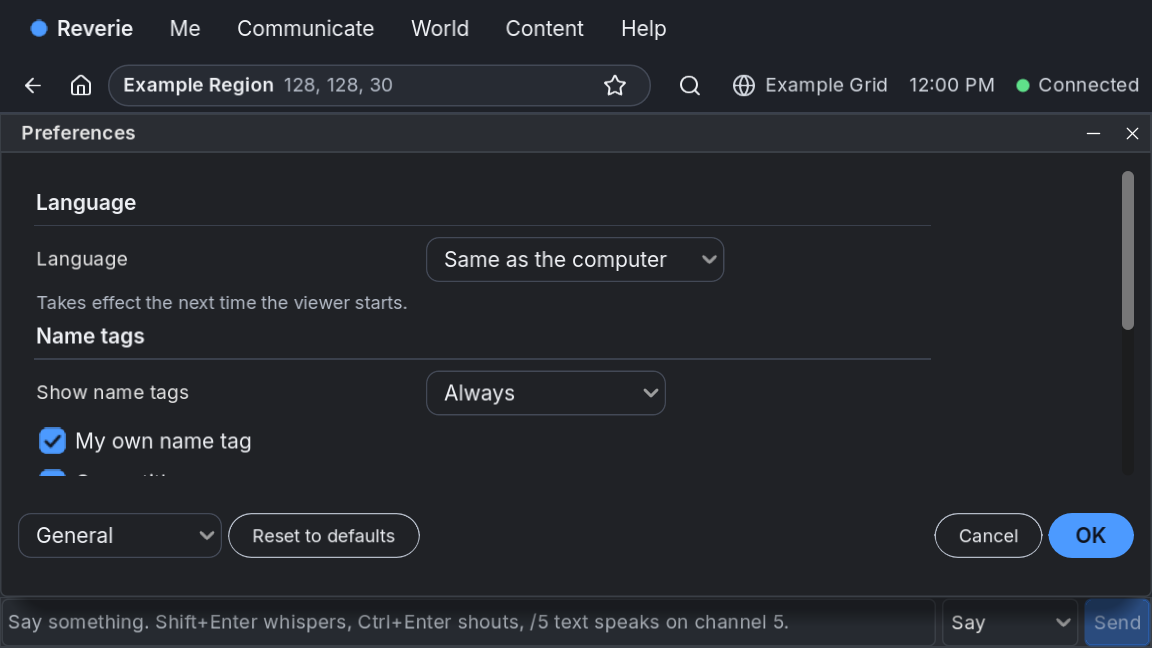 Reverie Me Communicate World Content Help
Example Region 128, 128, 30 Example Grid 12:00 PM Connected
Preferences
Language
Language Same as the computer
Takes effect the next time the viewer starts.
Name tags
Show name tags Always
My own name tag
General Reset to defaults Cancel OK
Say something. Shift+Enter whispers, Ctrl+Enter shouts, /5 text speaks on channel 5. Say Send